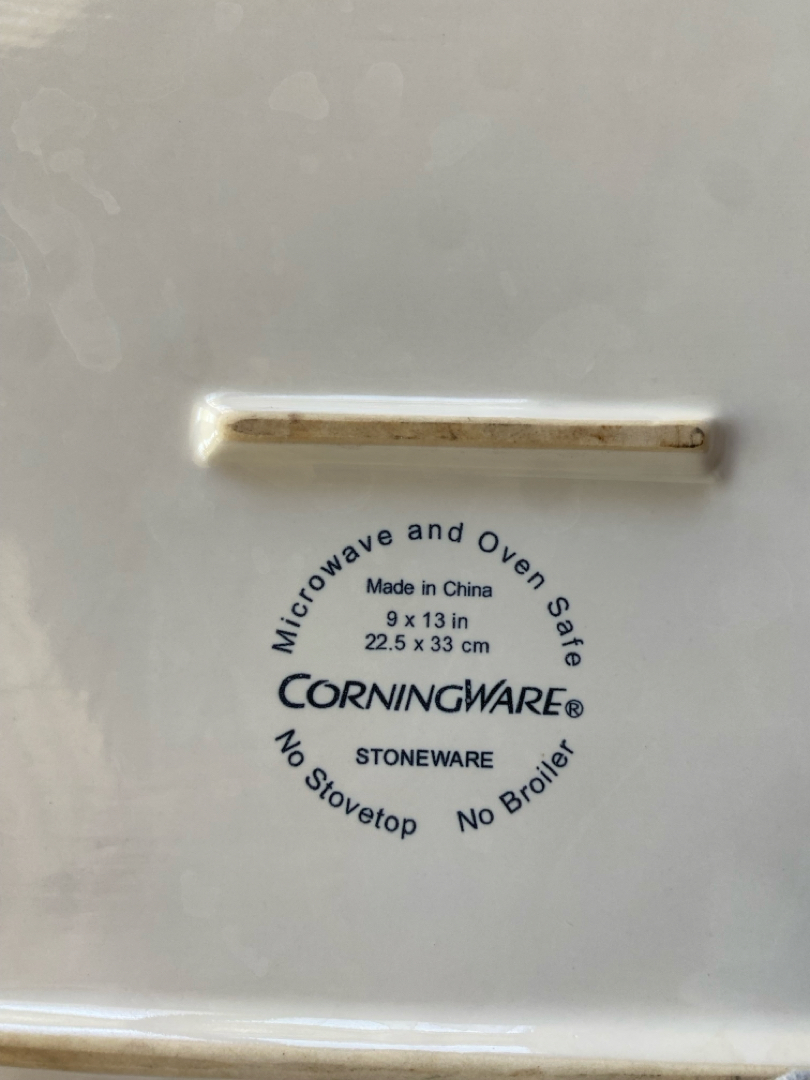 Microwave and Oven Safe
Made in China
9 x 13 in
22.5 x 33 cm
CORNINGWARE®
STONEWARE
No Stovetop No Broiler